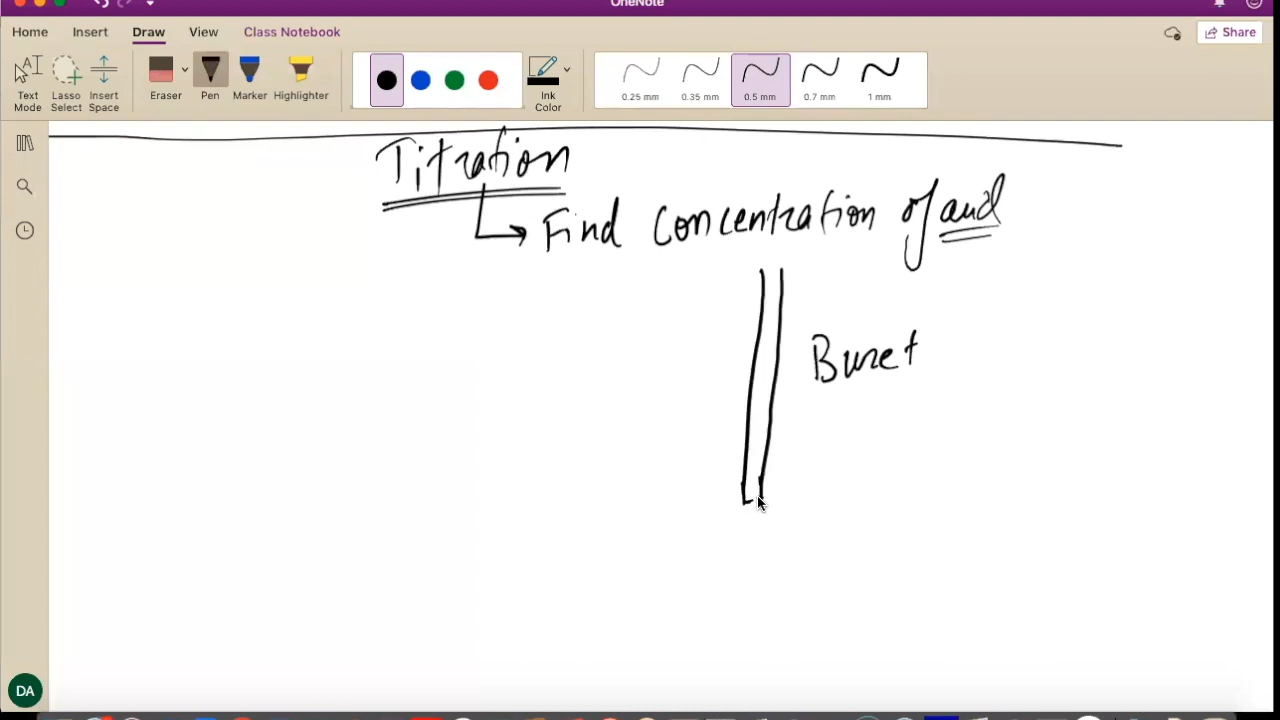 OneNote
Home Insert Draw View Class Notebook Share
Text Mode Lasso Select Insert Space Eraser Pen Marker Highlighter Ink Color 0.25 mm 0.35 mm 0.5 mm 0.7 mm 1 mm
Titration
Find concentration of acid
Buret
DA